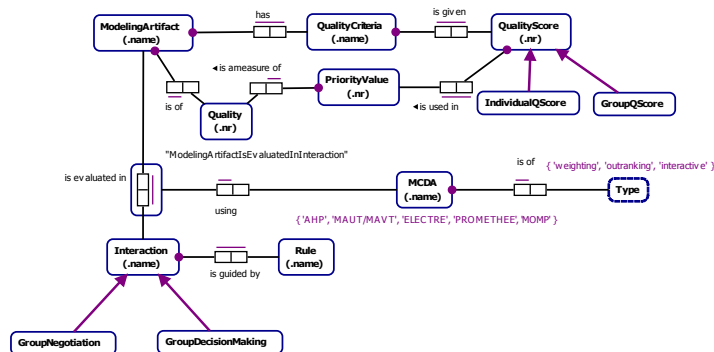 has
is given
ModelingArtifact
(.name)
QualityCriteria
(.name)
QualityScore
(.nr)
◄is ameasure of
PriorityValue
(.nr)
is of
Quality
(.nr)
◄is used in
IndividualQScore
GroupQScore
"ModelingArtifactIsEvaluatedInInteraction"
is evaluated in
using
MCDA
(.name)
is of
{ 'weighting', 'outranking', 'interactive' }
Type
{ 'AHP', 'MAUT/MAVT', 'ELECTRE', 'PROMETHEE', 'MOMP' }
Interaction
(.name)
Rule
(.name)
is guided by
GroupNegotiation
GroupDecisionMaking